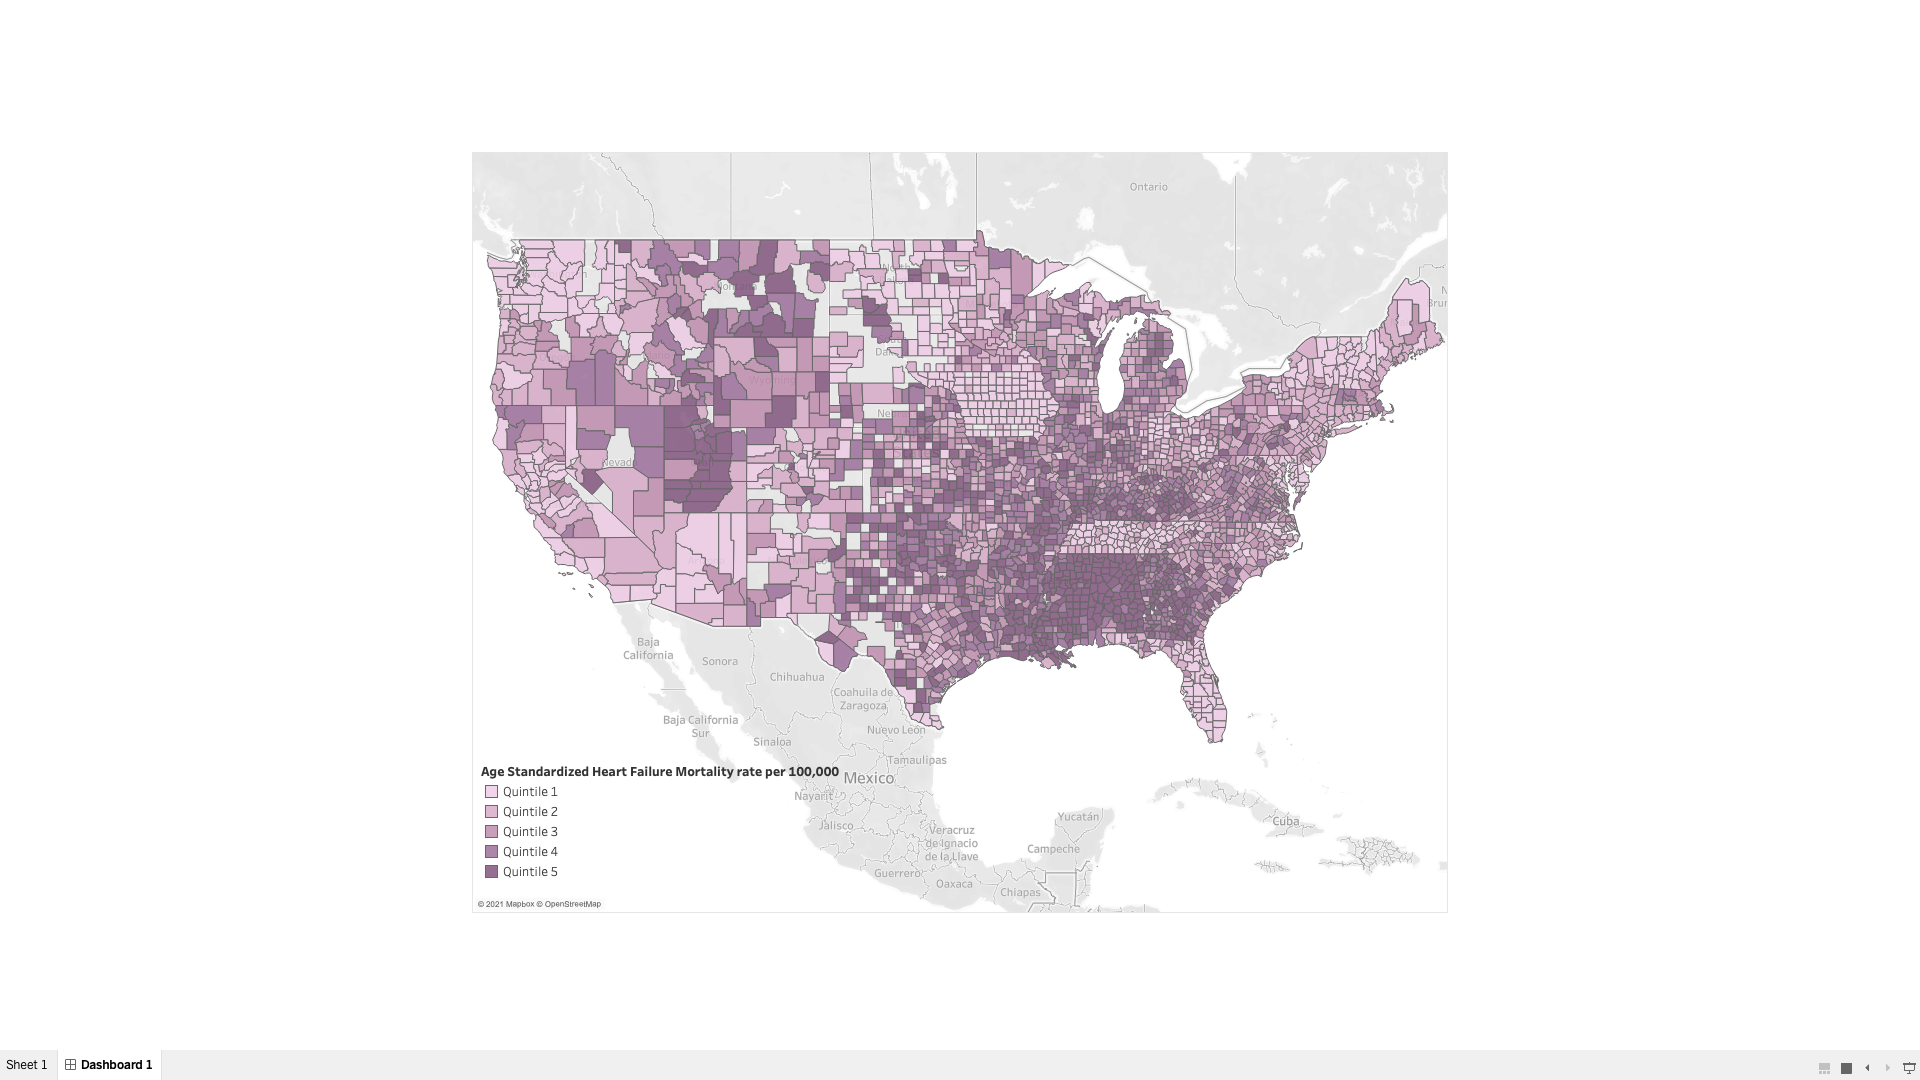 Ontario
Baja
California
Sonora
Chihuahua
Coahuila de
Zaragoza
Baja California
Sur
Nuevo León
Sinaloa
Tamaulipas
Age Standardized Heart Failure Mortality rate per 100,000
Mexico
Quintile 1
Nayarit
Quintile 2
Yucatán
Jalisco
Cuba
Quintile 3
Veracruz
de Ignacio
de la Llave
Campeche
Quintile 4
Quintile 5
Guerrero
Oaxaca
Chiapas
© 2021 Mapbox © OpenStreetMap
Sheet 1
Dashboard 1